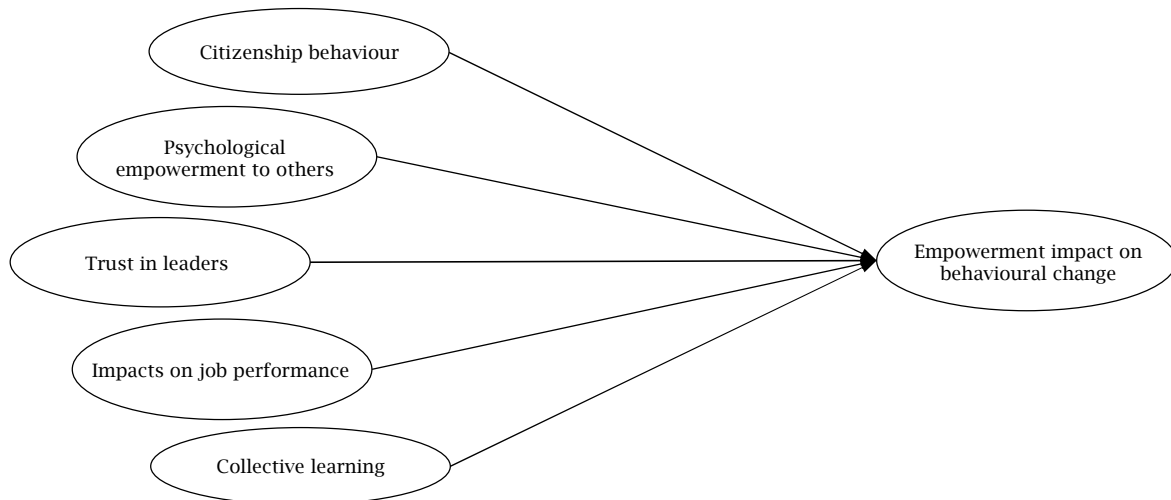 Citizenship behaviour
Psychological
empowerment to others
Trust in leaders
Empowerment impact on
behavioural change
Impacts on job performance
Collective learning